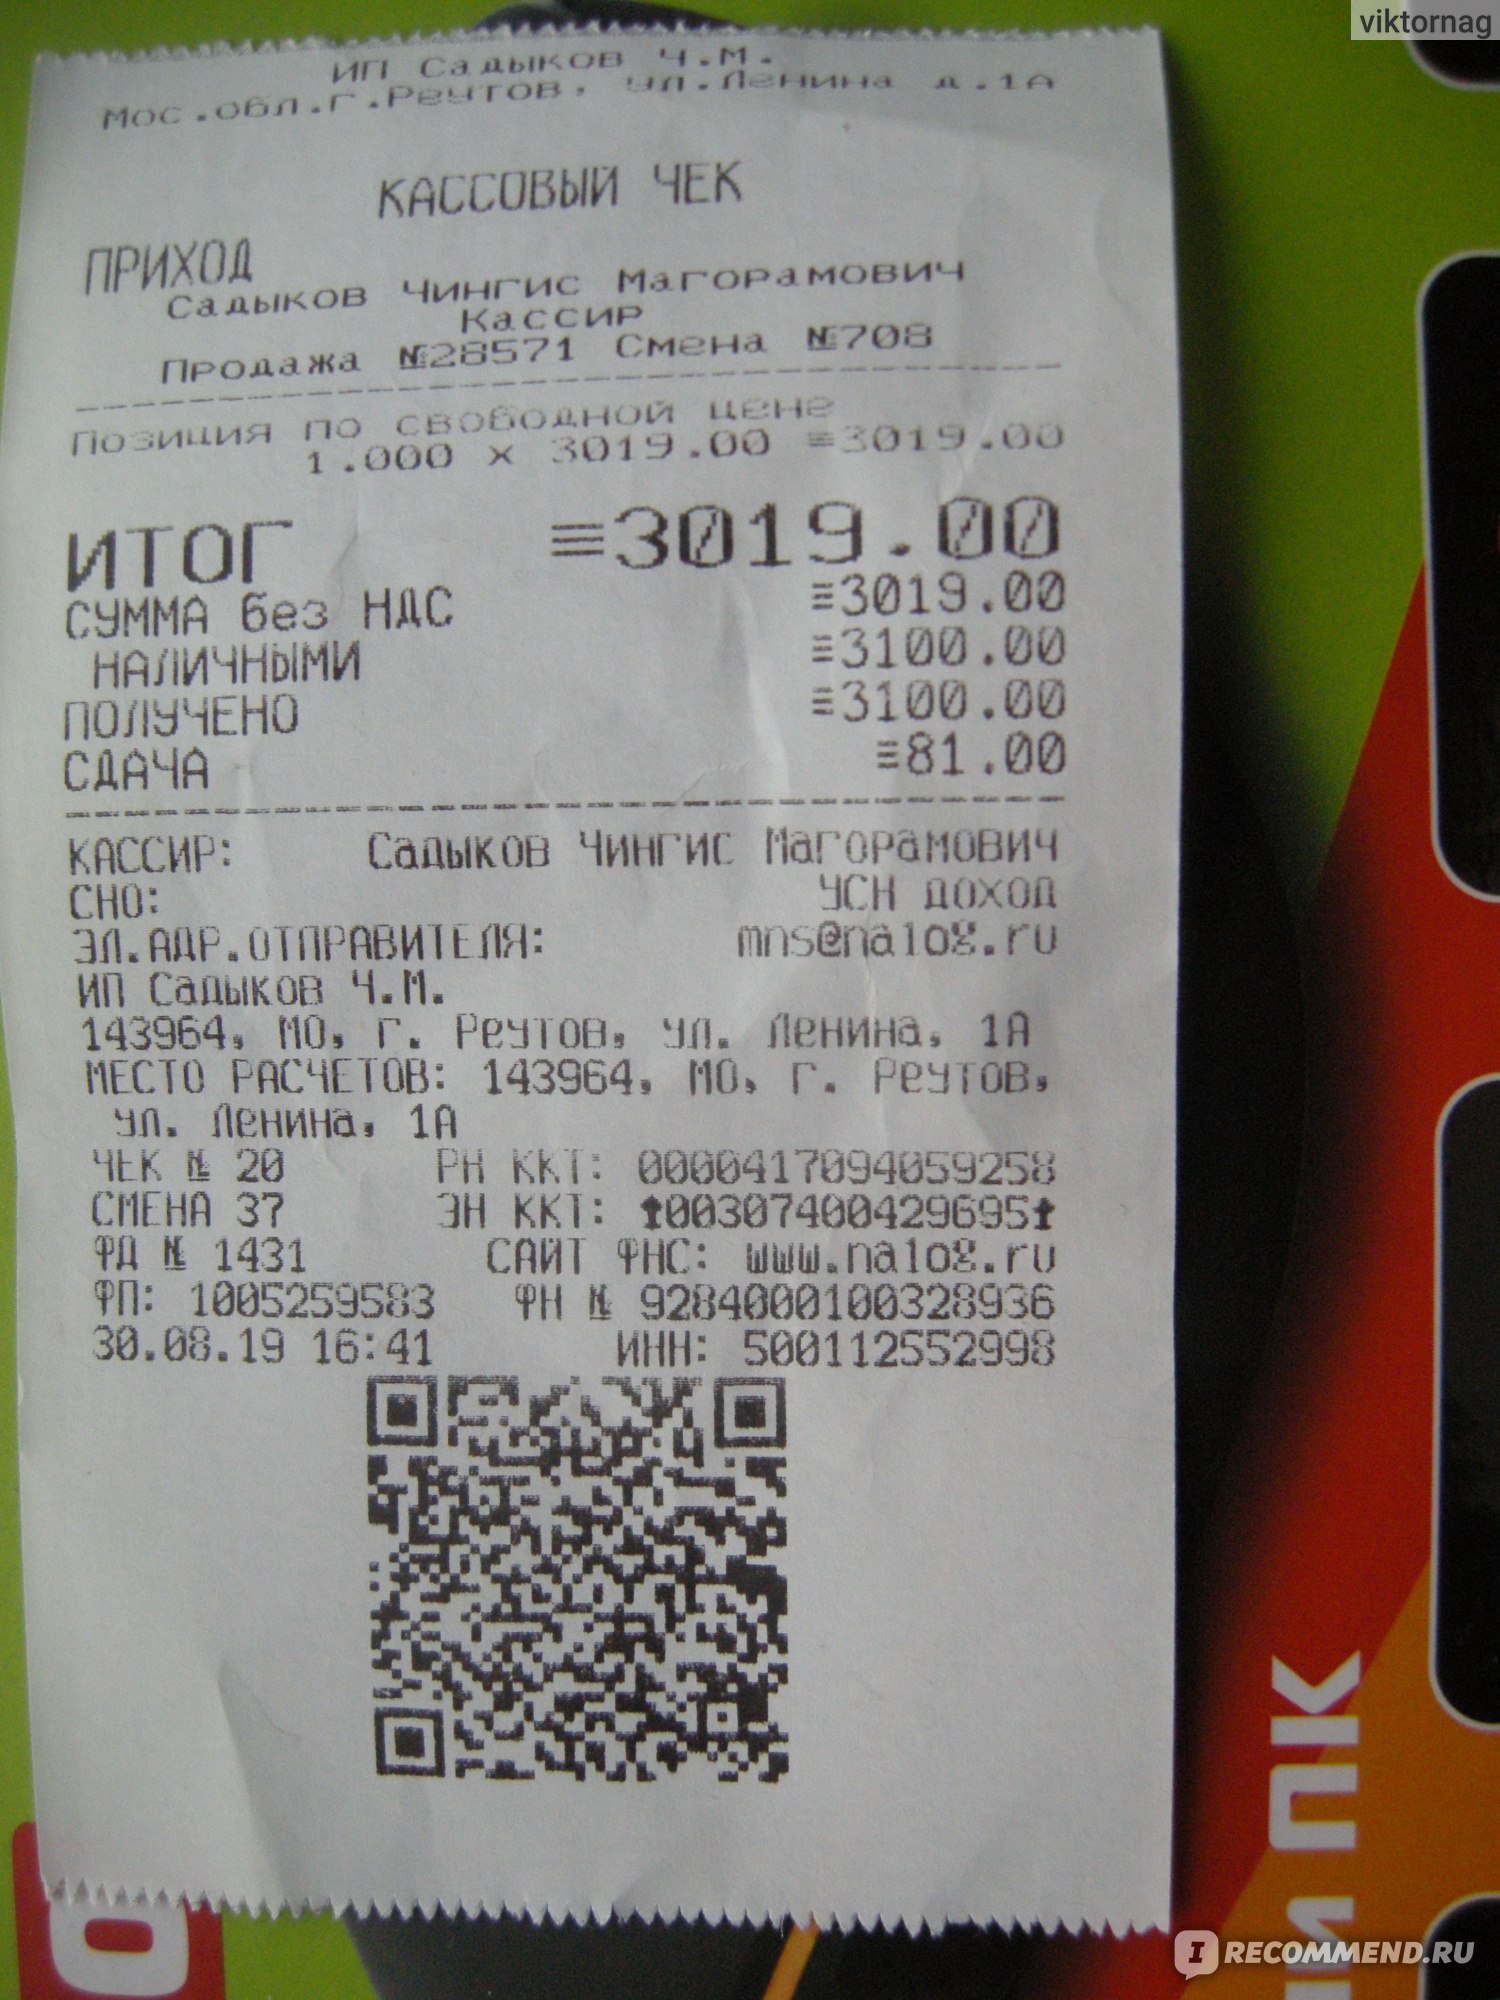 viktornag
ИП Садыков Ч.М.
Мос.обл.г.Реутов, ул.Ленина д.1А
КАССОВЫЙ ЧЕК
ПРИХОД
Садыков Чингис Магорамович
Кассир
Продажа №28571 Смена №708
Позиция по свободной цене
1.000 x 3019.00 ≡3019.00
ИТОГ ≡3019.00
СУММА без НДС ≡3019.00
НАЛИЧНЫМИ ≡3100.00
ПОЛУЧЕНО ≡3100.00
СДАЧА ≡81.00
КАССИР: Садыков Чингис Магорамович
СНО: УСН доход
ЭЛ.АДР.ОТПРАВИТЕЛЯ: mns@nalog.ru
ИП Садыков Ч.М.
143964, МО, г. Реутов, ул. Ленина, 1А
МЕСТО РАСЧЕТОВ: 143964, МО, г. Реутов,
ул. Ленина, 1А
ЧЕК № 20 РН ККТ: 0000417094059258
СМЕНА 37 ЭН ККТ: 00307400429695
ФД № 1431 САЙТ ФНС: www.nalog.ru
ФП: 1005259583 ФН № 9284000100328936
30.08.19 16:41 ИНН: 500112552998
ПК
IRECOMMEND.RU